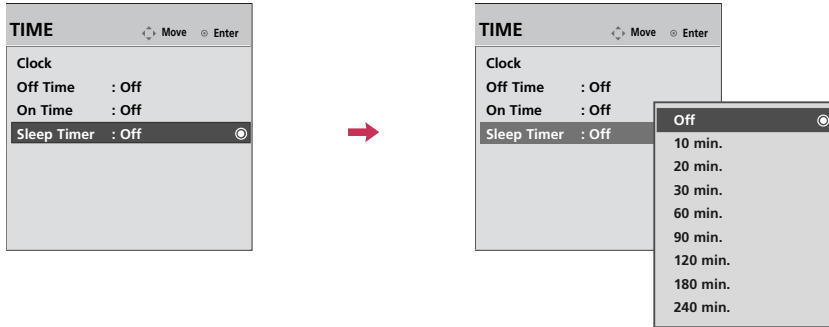 TIME Move Enter
Clock
Off Time : Off
On Time : Off
Sleep Timer : Off
TIME Move Enter
Clock
Off Time : Off
On Time : Off
Sleep Timer : Off
Off
10 min.
20 min.
30 min.
60 min.
90 min.
120 min.
180 min.
240 min.